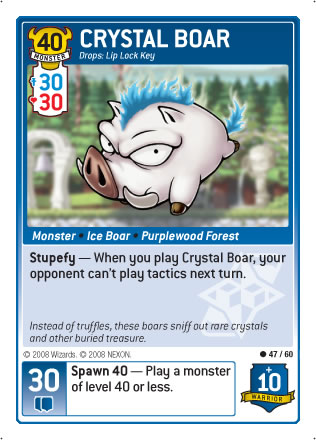 40
MONSTER
CRYSTAL BOAR
Drops: Lip Lock Key
30
30
Monster • Ice Boar • Purplewood Forest
Stupefy — When you play Crystal Boar, your
opponent can't play tactics next turn.
Instead of truffles, these boars sniff out rare crystals
and other buried treasure.
© 2008 Wizards. © 2008 NEXON.
● 47 / 60
30
Spawn 40 — Play a monster
of level 40 or less.
+
10
WARRIOR